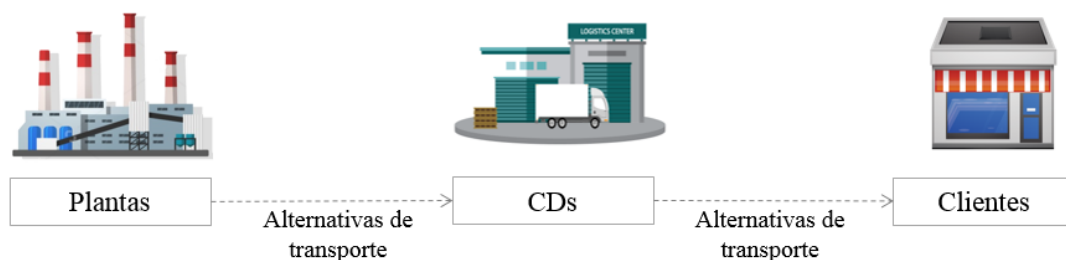 LOGISTICS CENTER
Plantas
CDs
Clientes
Alternativas de
transporte
Alternativas de
transporte